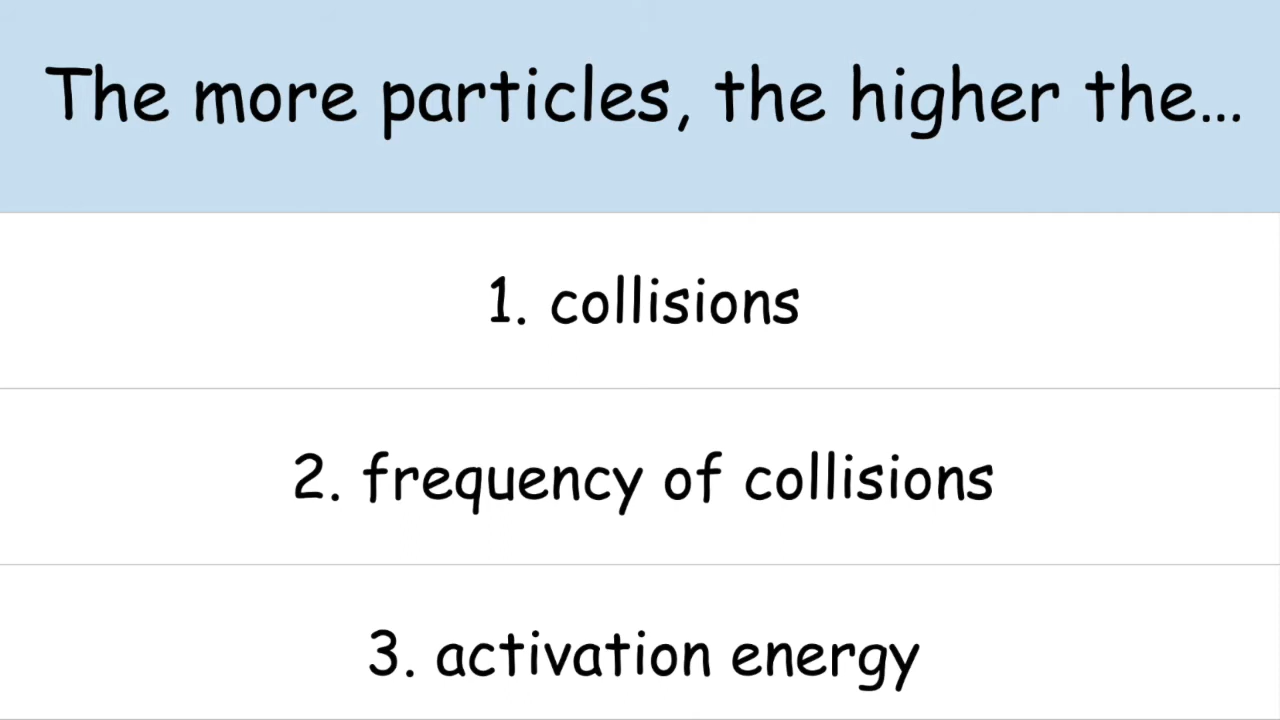 The more particles, the higher the...
1. collisions
2. frequency of collisions
3. activation energy